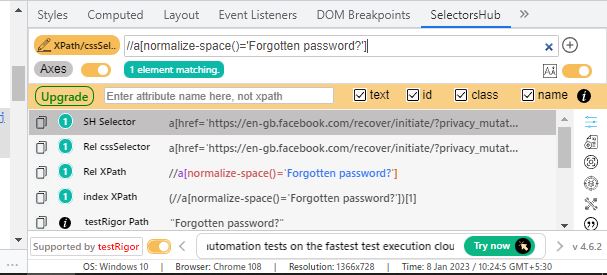 Styles Computed Layout Event Listeners DOM Breakpoints SelectorsHub
XPath/cssSel.. //a[normalize-space()='Forgotten password?']
Axes 1 element matching.
Upgrade Enter attribute name here, not xpath text id class name
1 SH Selector a[href='https://en-gb.facebook.com/recover/initiate/?privacy_mutat...
1 Rel cssSelector a[href='https://en-gb.facebook.com/recover/initiate/?privacy_mutat...
1 Rel XPath //a[normalize-space()='Forgotten password?']
1 index XPath (//a[normalize-space()='Forgotten password?'])[1]
testRigor Path "Forgotten password?"
Supported by testRigor utomation tests on the fastest test execution clou Try now v 4.6.2
... OS: Windows 10 | Browser: Chrome 108 | Resolution: 1366x728 | Time: 8 Jan 2023 / 10:24:5 GMT+5:30